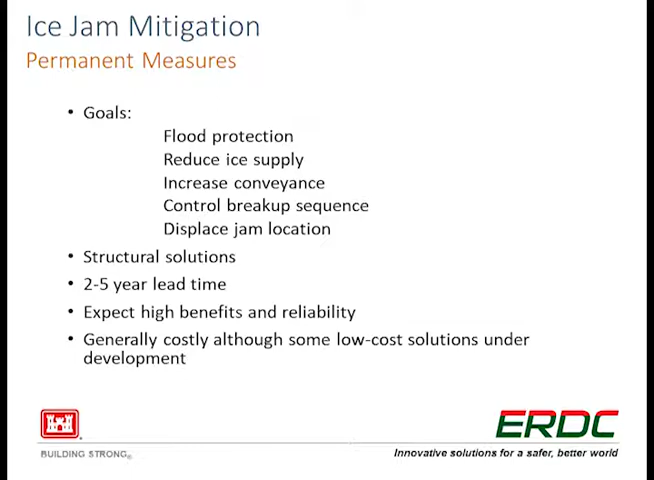 Ice Jam Mitigation
Permanent Measures
• Goals:
Flood protection
Reduce ice supply
Increase conveyance
Control breakup sequence
Displace jam location
• Structural solutions
• 2-5 year lead time
• Expect high benefits and reliability
• Generally costly although some low-cost solutions under
development
ERDC
BUILDING STRONG®
Innovative solutions for a safer, better world